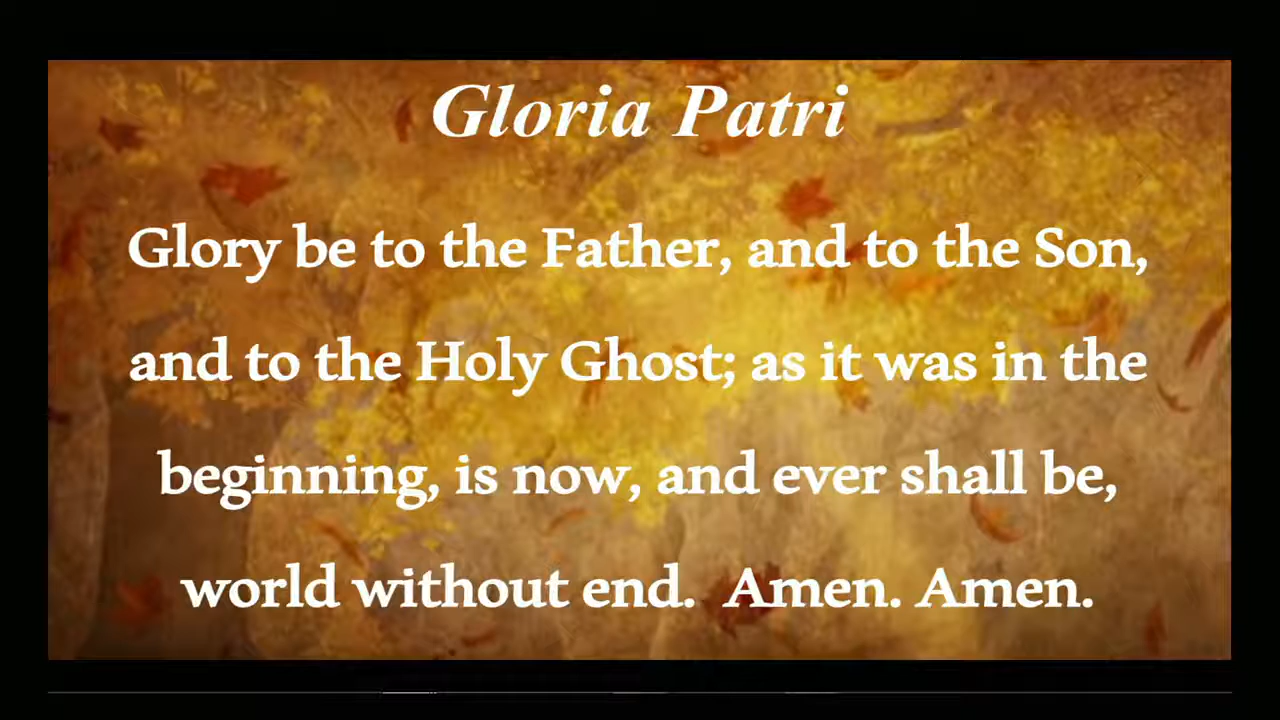 Gloria Patri
Glory be to the Father, and to the Son,
and to the Holy Ghost; as it was in the
beginning, is now, and ever shall be,
world without end.  Amen. Amen.